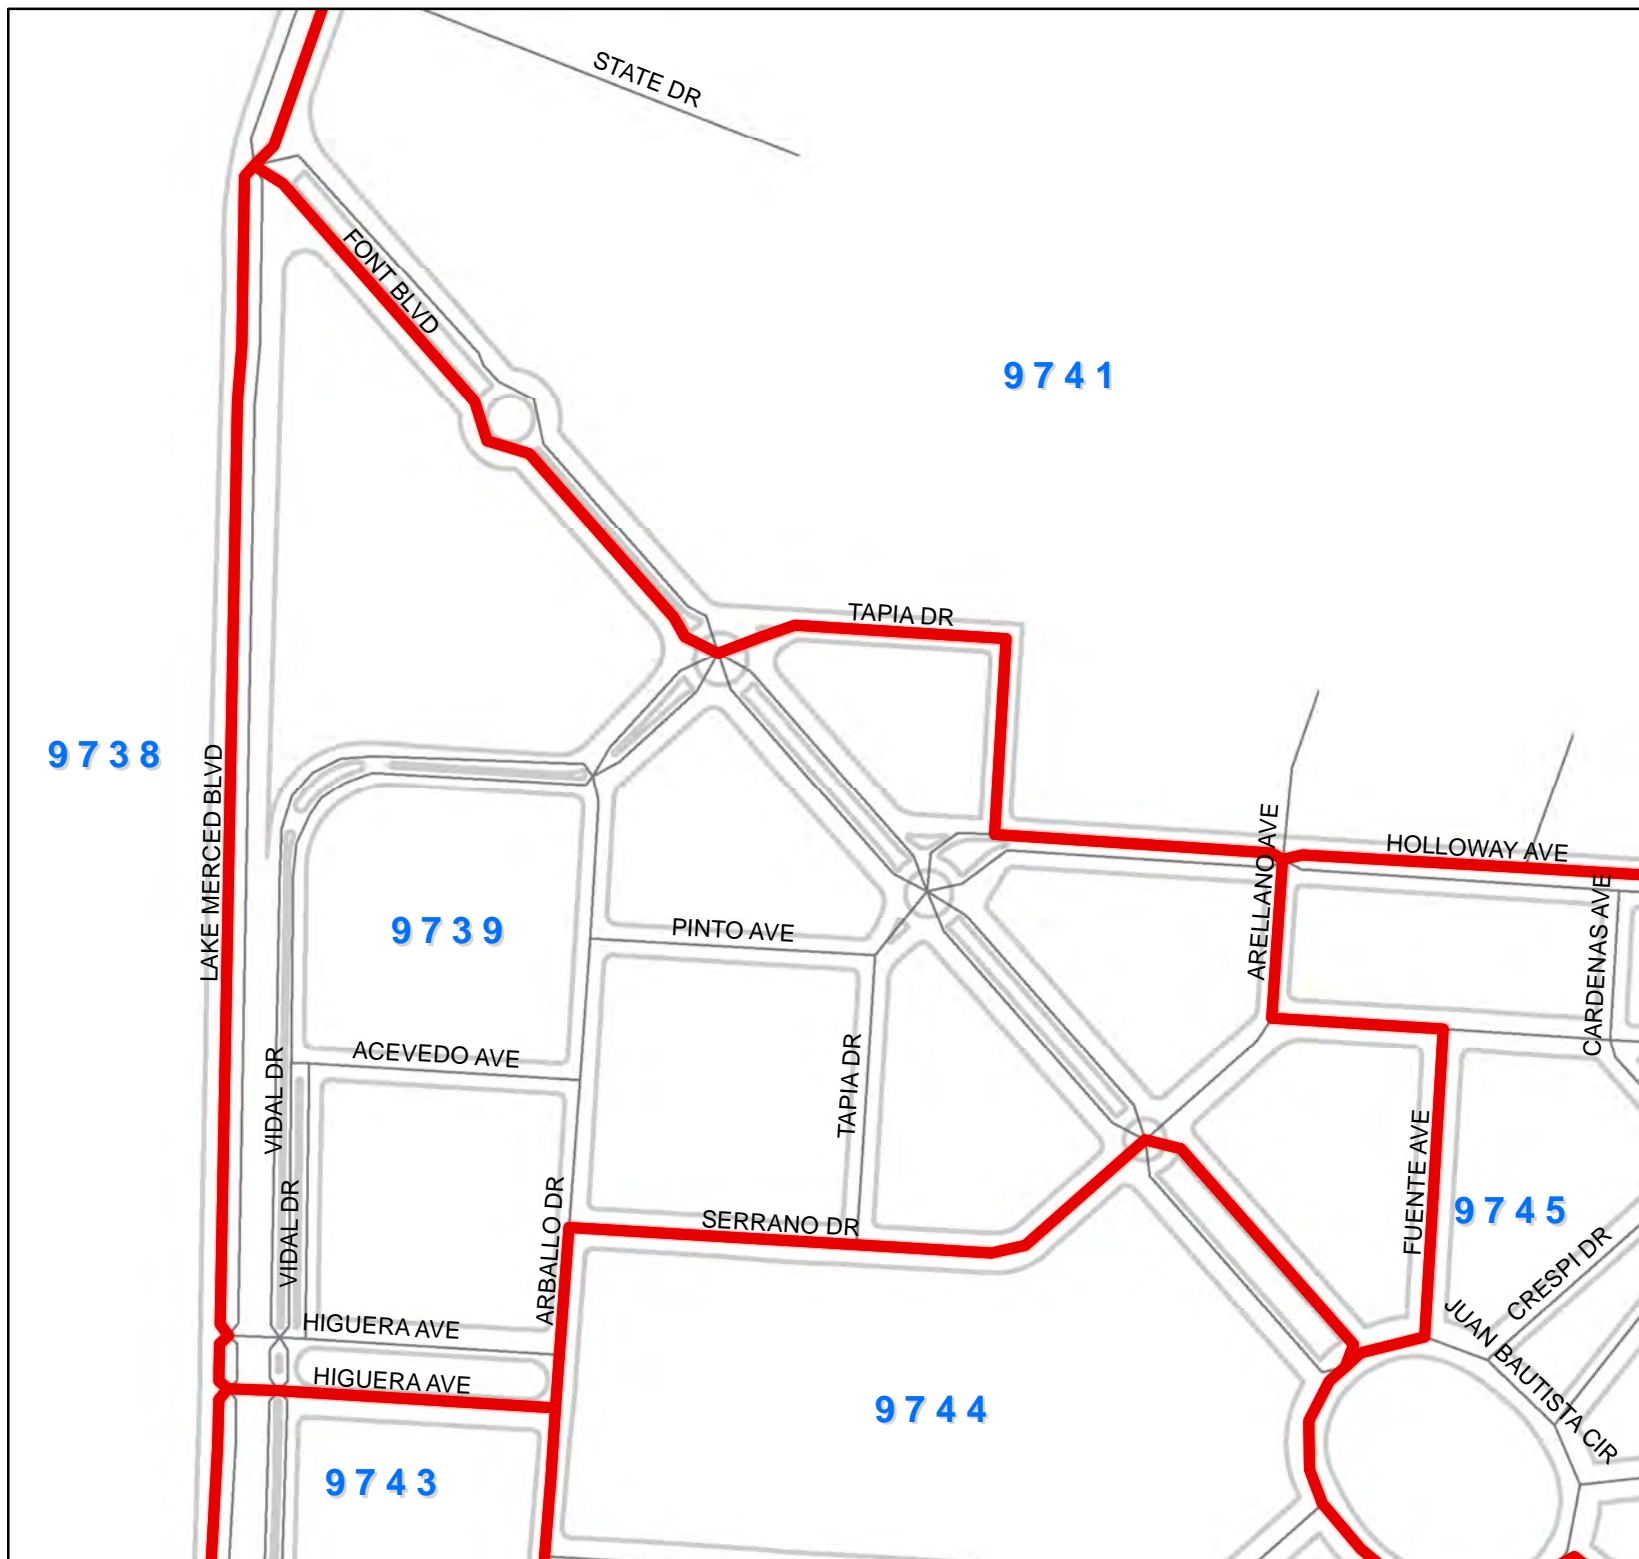 STATE DR
FONT BLVD
9741
TAPIA DR
9738
LAKE MERCED BLVD
ARELLANO AVE
HOLLOWAY AVE
CARDENAS AVE
9739
PINTO AVE
VIDAL DR
ACEVEDO AVE
TAPIA DR
FUENTE AVE
9745
VIDAL DR
ARBALLO DR
SERRANO DR
CRESPI DR
JUAN BAUTISTA CIR
HIGUERA AVE
HIGUERA AVE
9744
9743